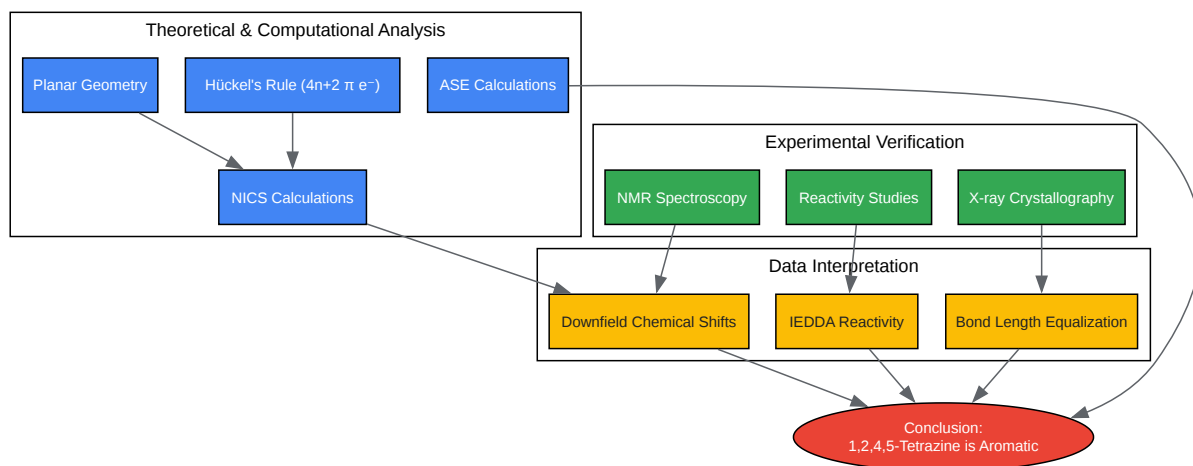 Theoretical & Computational Analysis
Planar Geometry
Hückel's Rule (4n+2 π e⁻)
ASE Calculations
NICS Calculations
Experimental Verification
NMR Spectroscopy
Reactivity Studies
X-ray Crystallography
Data Interpretation
Downfield Chemical Shifts
IEDDA Reactivity
Bond Length Equalization
Conclusion:
1,2,4,5-Tetrazine is Aromatic